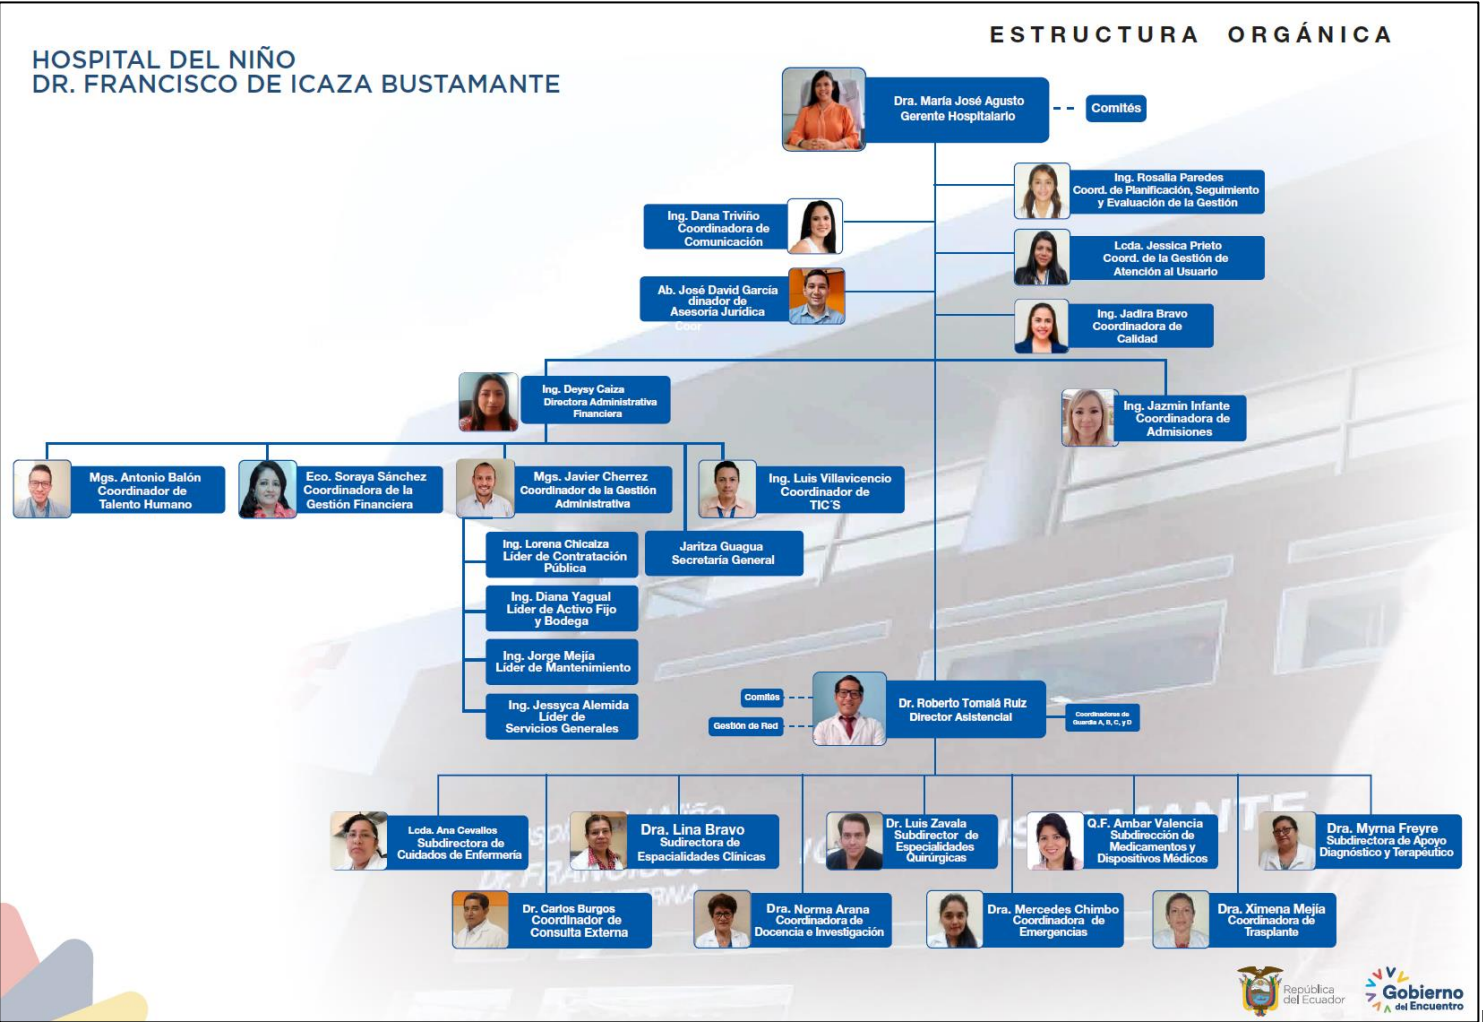 ESTRUCTURA ORGÁNICA
HOSPITAL DEL NIÑO
DR. FRANCISCO DE ICAZA BUSTAMANTE
Dra. María José Agusto
Gerente Hospitalario
Comités
Ing. Rosalia Paredes
Coord. de Planificación, Seguimiento
y Evaluación de la Gestión
Ing. Dana Triviño
Coordinadora de
Comunicación
Lcda. Jessica Prieto
Coord. de la Gestión de
Atención al Usuario
Ab. José David García
dinador de
Asesoría Jurídica
Coor
Ing. Jadira Bravo
Coordinadora de
Calidad
Ing. Deysy Caiza
Directora Administrativa
Financiera
Ing. Jazmin Infante
Coordinadora de
Admisiones
Mgs. Antonio Balón
Coordinador de
Talento Humano
Eco. Soraya Sánchez
Coordinadora de la
Gestión Financiera
Mgs. Javier Cherrez
Coordinador de la Gestión
Administrativa
Ing. Luis Villavicencio
Coordinador de
TIC`S
Ing. Lorena Chicaiza
Líder de Contratación
Pública
Jaritza Guagua
Secretaría General
Ing. Diana Yagual
Líder de Activo Fijo
y Bodega
Ing. Jorge Mejía
Líder de Mantenimiento
Ing. Jessyca Alemida
Líder de
Servicios Generales
Comités
Gestión de Red
Dr. Roberto Tomalá Ruiz
Director Asistencial
Coordinadores de
Guardia A, B, C, y D
Lcda. Ana Cevallos
Subdirectora de
Cuidados de Enfermería
Dra. Lina Bravo
Sudirectora de
Espacialidades Clínicas
Dr. Luis Zavala
Subdirector de
Especialidades
Quirúrgicas
Q.F. Ambar Valencia
Subdirección de
Medicamentos y
Dispositivos Médicos
Dra. Myrna Freyre
Subdirectora de Apoyo
Diagnóstico y Terapéutico
Dr. Carlos Burgos
Coordinador de
Consulta Externa
Dra. Norma Arana
Coordinadora de
Docencia e Investigación
Dra. Mercedes Chimbo
Coordinadora de
Emergencias
Dra. Ximena Mejía
Coordinadora de
Trasplante
República
del Ecuador
Gobierno
del Encuentro